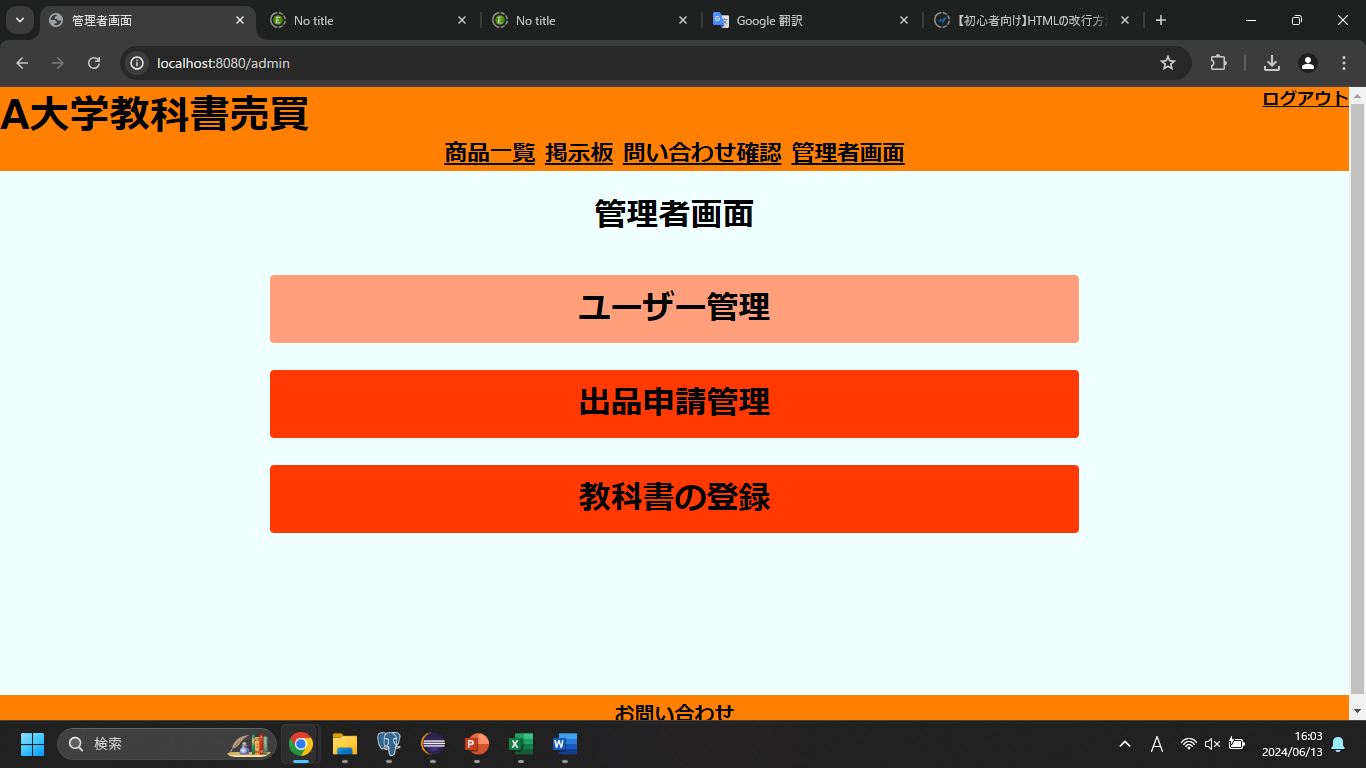 管理者画面
No title
No title
Google 翻訳
【初心者向け】HTMLの改行方
localhost:8080/admin
A大学教科書売買
ログアウト
商品一覧 掲示板 問い合わせ確認 管理者画面
管理者画面
ユーザー管理
出品申請管理
教科書の登録
お問い合わせ
検索
A
16:03
2024/06/13